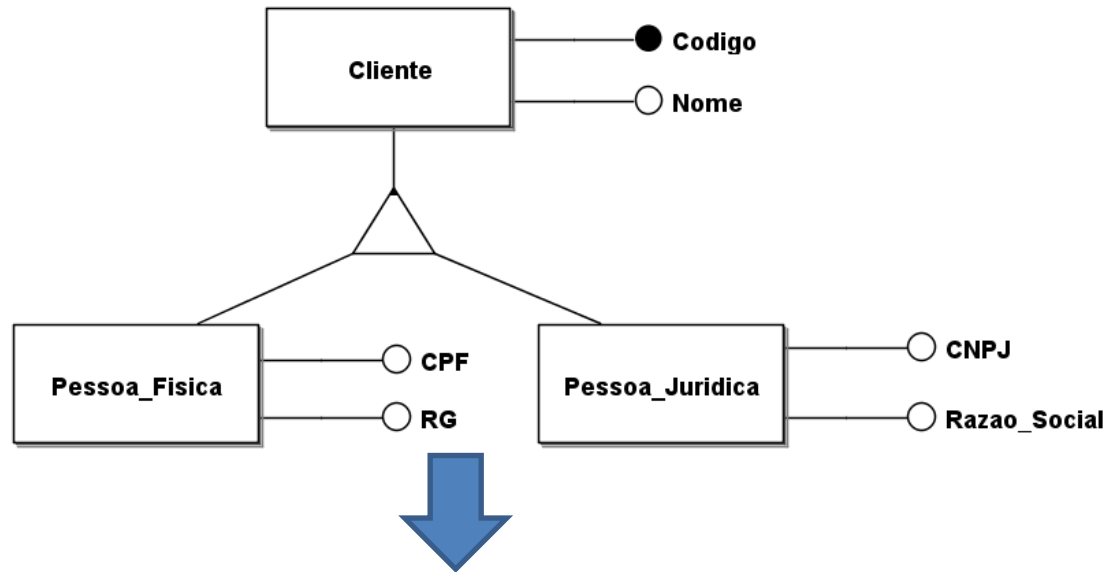 Cliente
Codigo
Nome
Pessoa_Fisica
CPF
RG
Pessoa_Juridica
CNPJ
Razao_Social